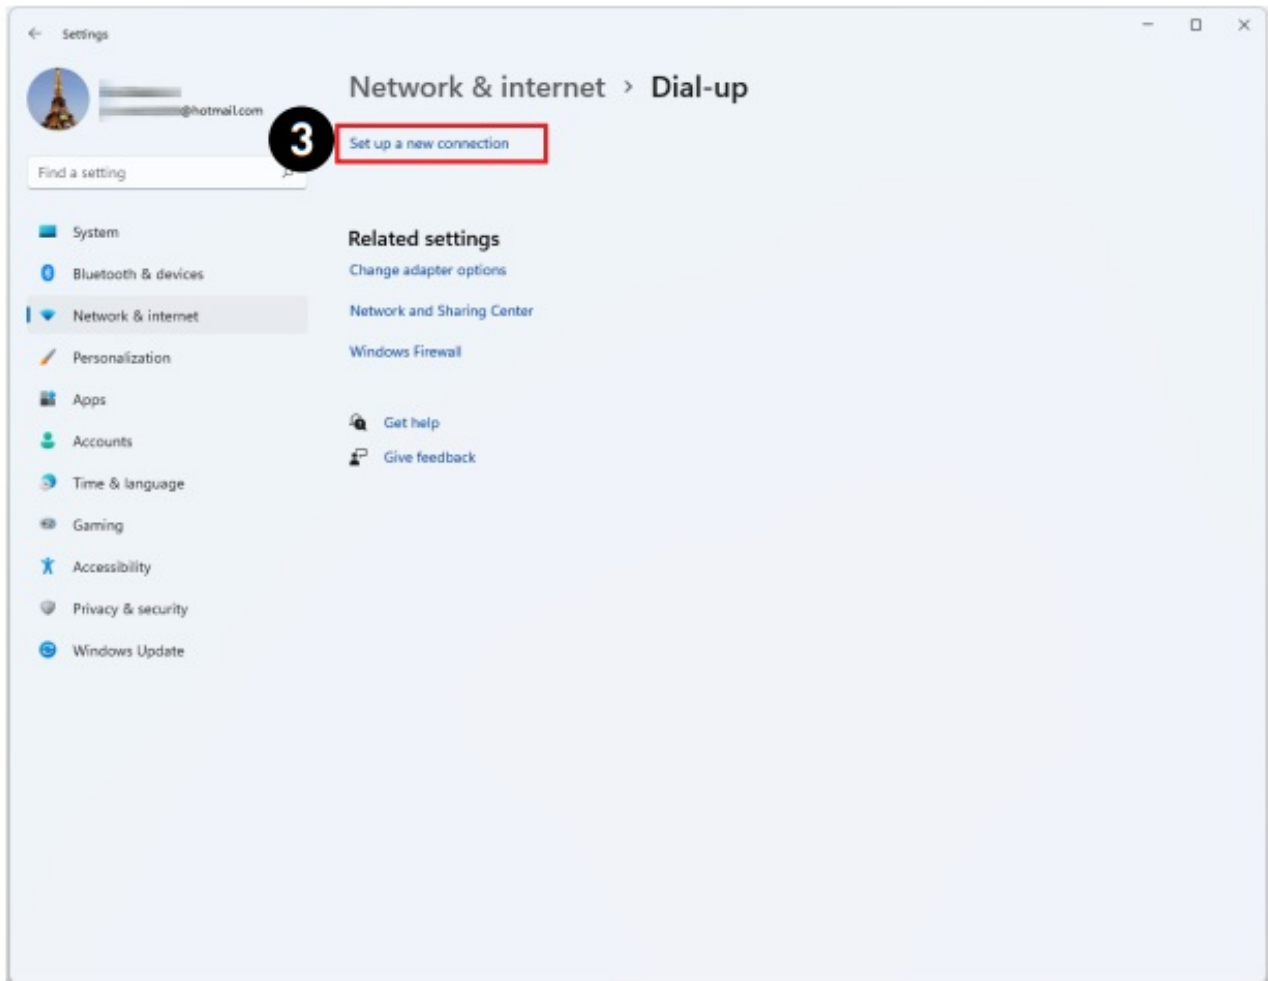 Settings
@hotmail.com
Find a setting
System
Bluetooth & devices
Network & internet
Personalization
Apps
Accounts
Time & language
Gaming
Accessibility
Privacy & security
Windows Update
Network & internet > Dial-up
3
Set up a new connection
Related settings
Change adapter options
Network and Sharing Center
Windows Firewall
Get help
Give feedback